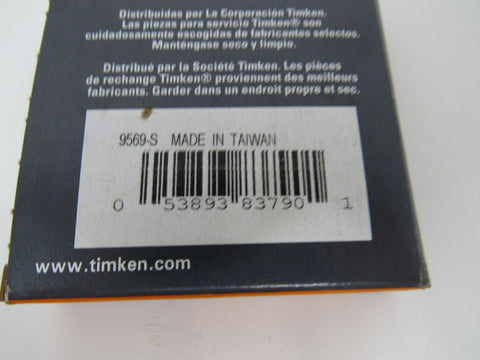 Distribuidas por La Corporación Timken.
Las piezas para servicio Timken® son
cuidadosamente escogidas de fabricantes selectos.
Manténgase seco y limpio.
Distribué par la Société Timken. Les pièces
de rechange Timken® proviennent des meilleurs
fabricants. Garder dans un endroit propre et sec.
9569-S MADE IN TAIWAN
0 53893 83790 1
www.timken.com